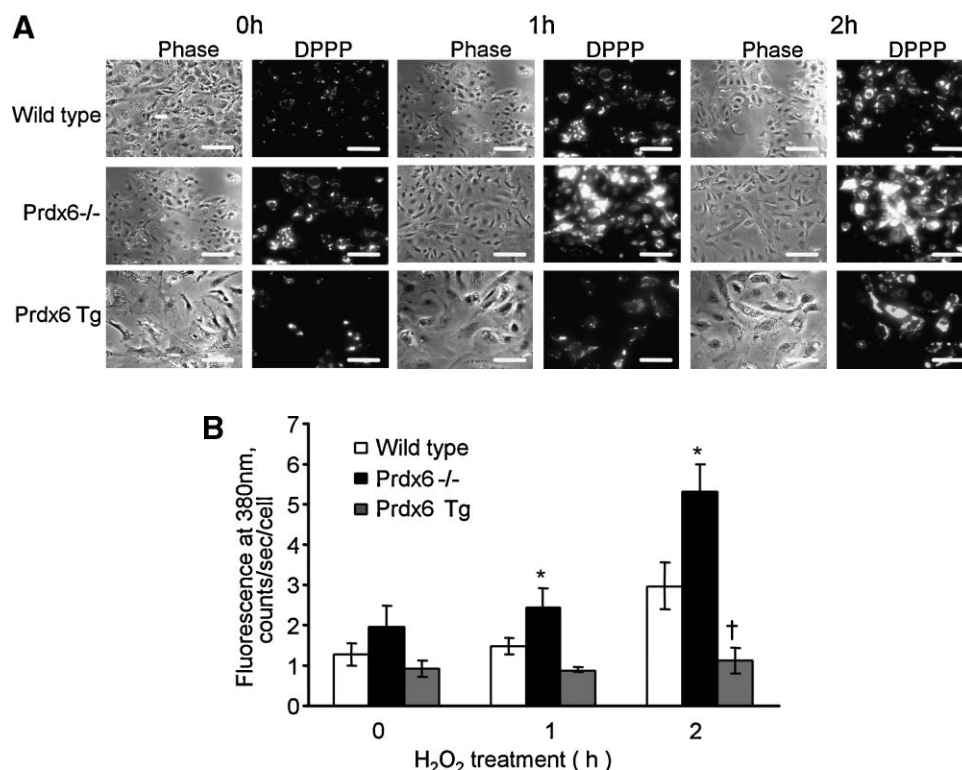 A
0h 1h 2h
Phase DPPP Phase DPPP Phase DPPP
Wild type
Prdx6-/-
Prdx6 Tg
B
Fluorescence at 380nm,
counts/sec/cell
7
6
5
4
3
2
1
0
Wild type
Prdx6 -/-
Prdx6 Tg
*
*
†
0 1 2
H₂O₂ treatment ( h )